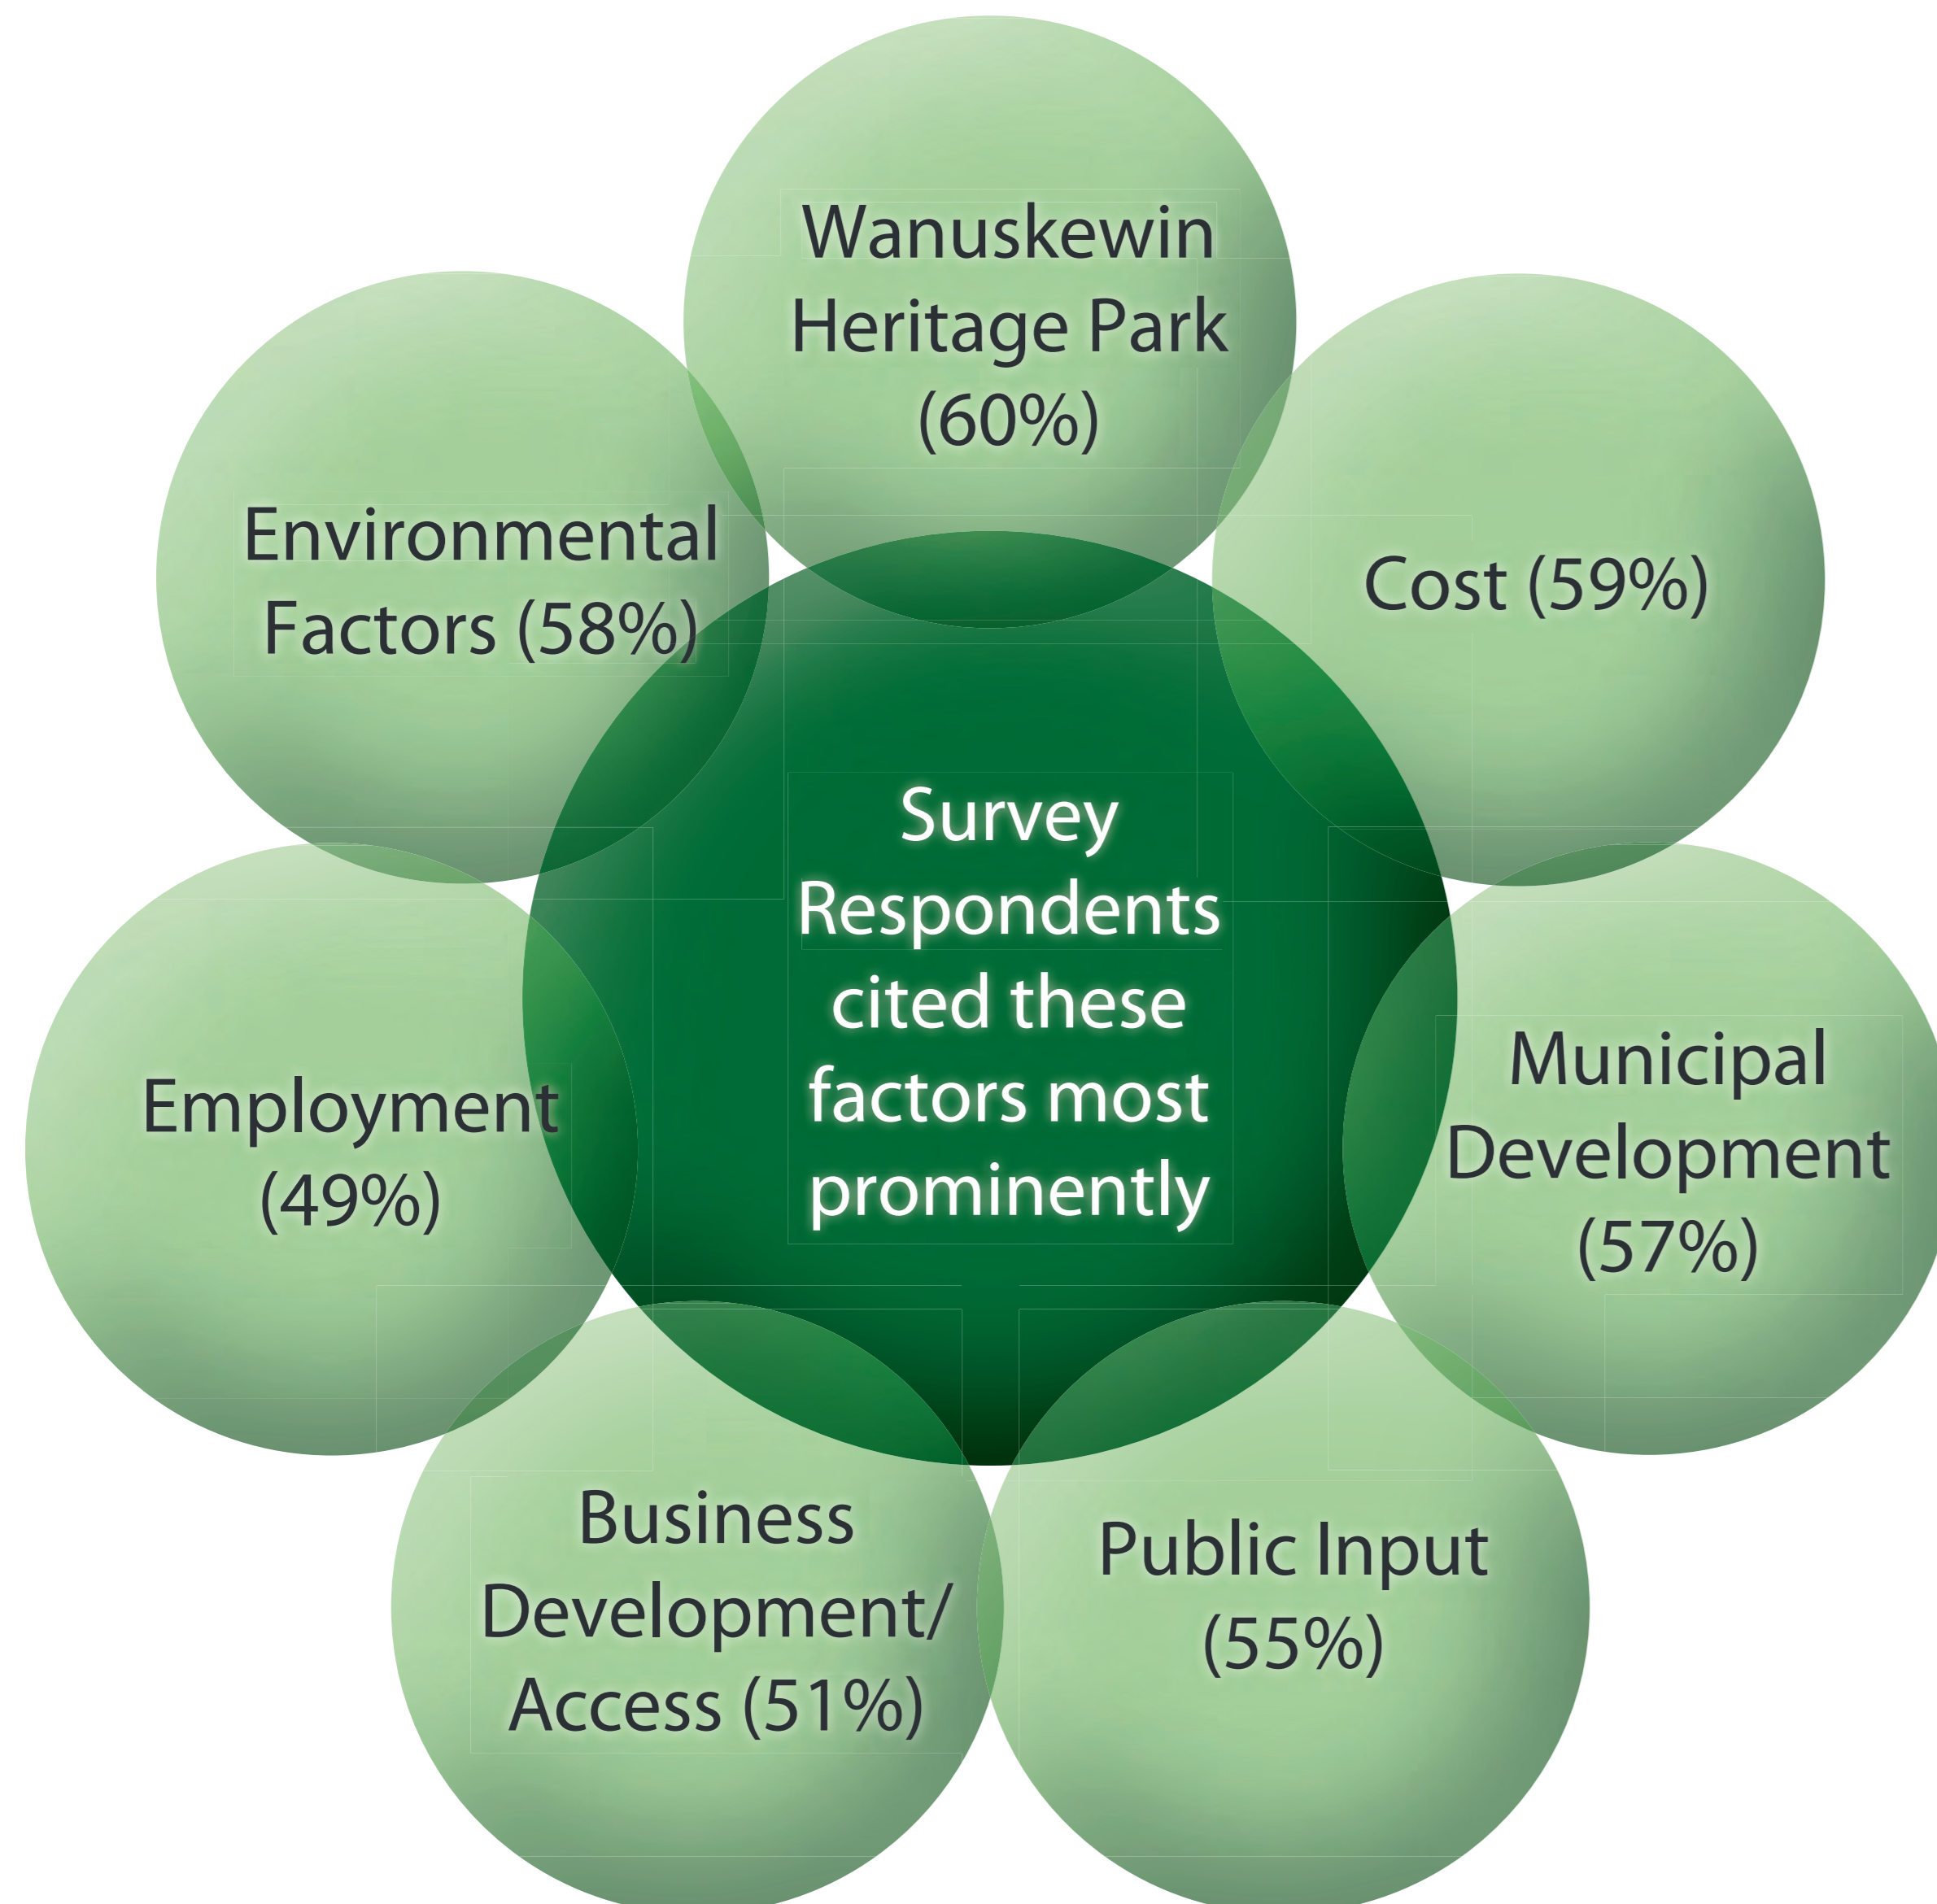 Wanuskewin
Heritage Park
(60%)
Environmental
Factors (58%)
Cost (59%)
Survey
Respondents
cited these
factors most
prominently
Employment
(49%)
Municipal
Development
(57%)
Business
Development/
Access (51%)
Public Input
(55%)